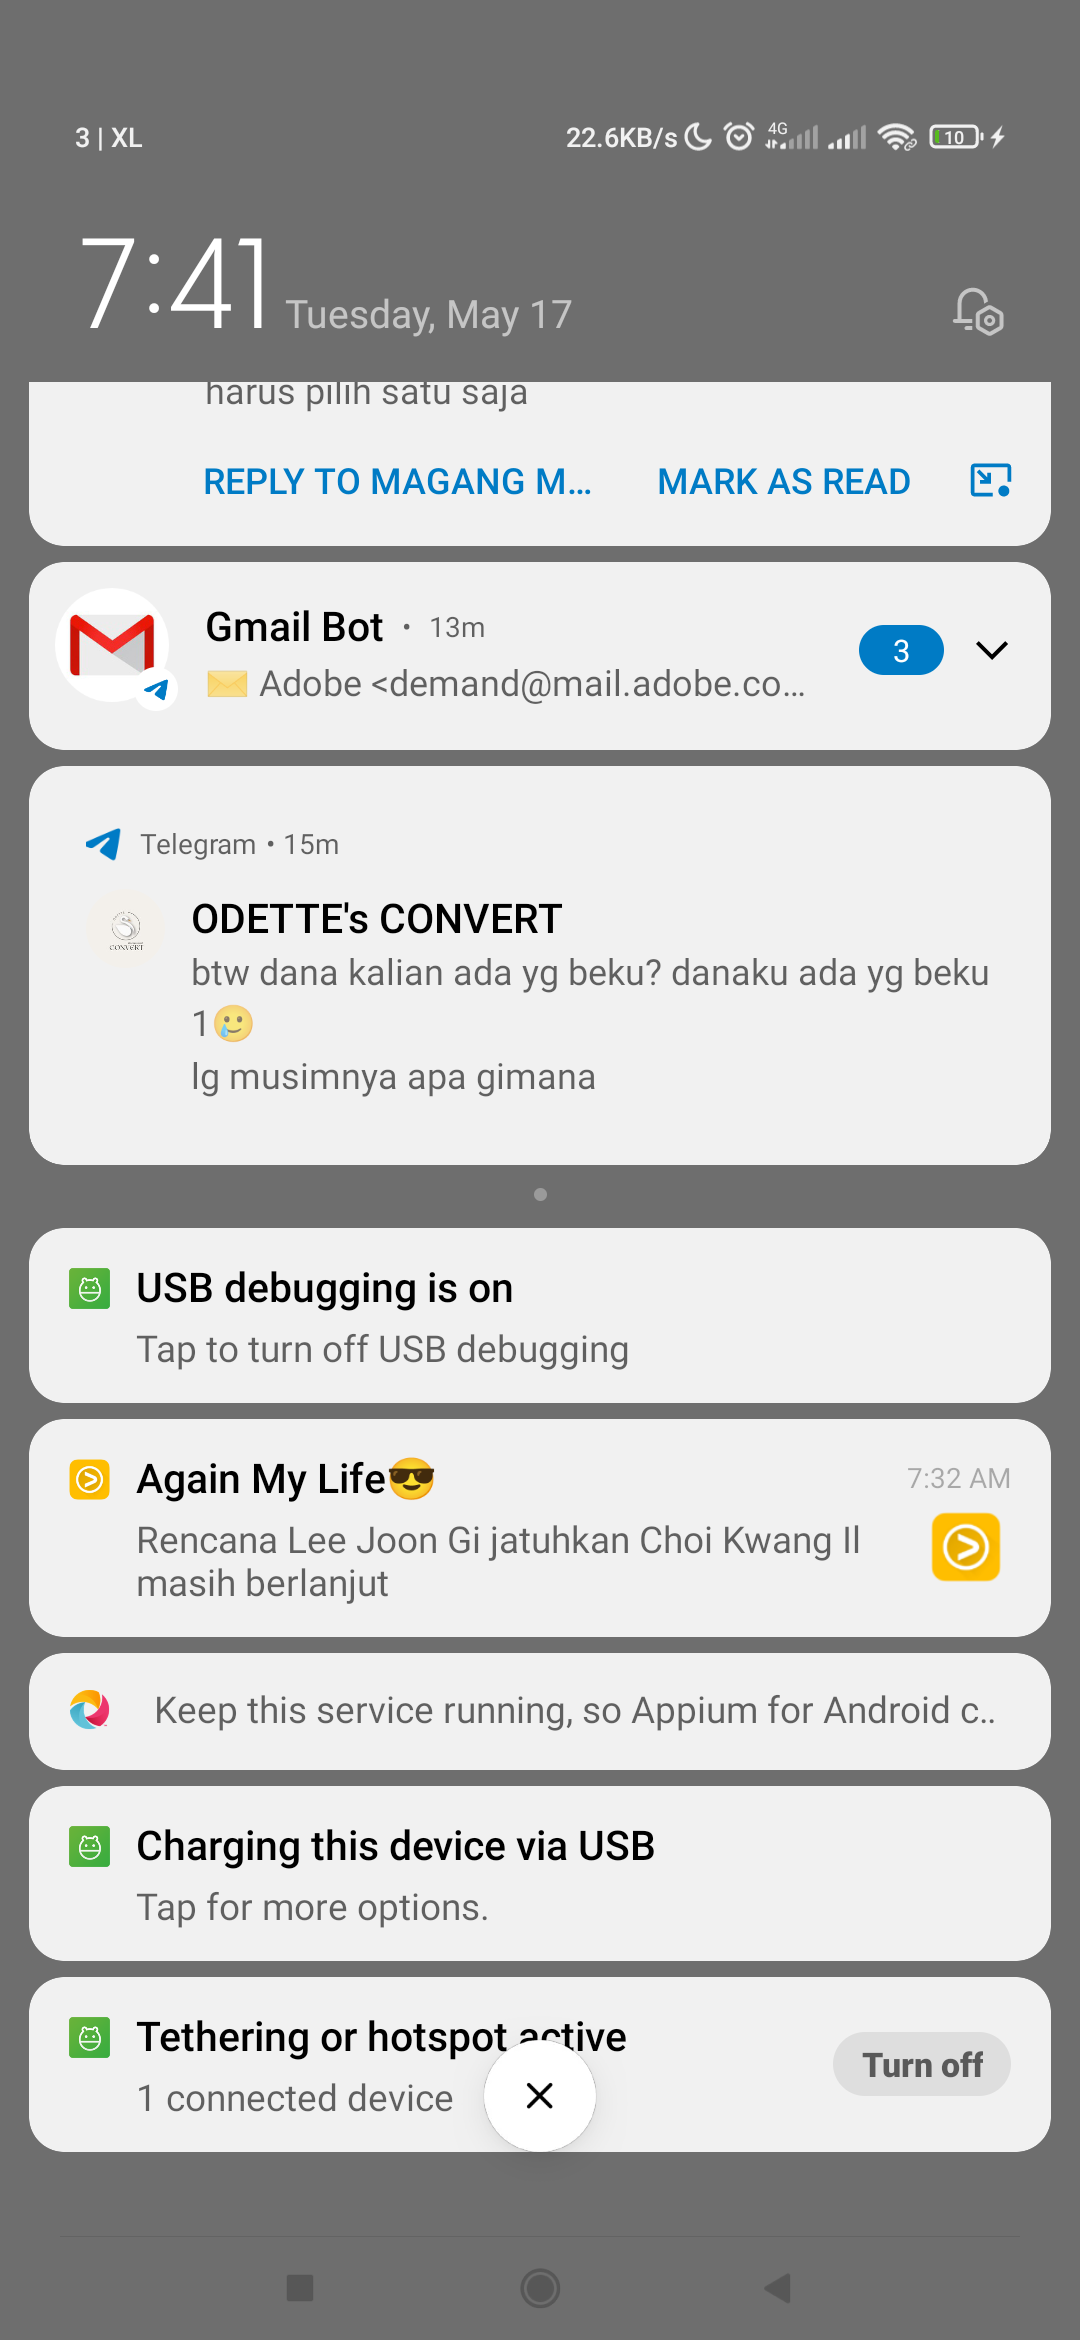 3 | XL
22.6KB/s
4G
10
7:41
Tuesday, May 17
harus pilih satu saja
REPLY TO MAGANG M...
MARK AS READ
Gmail Bot • 13m
3
✉️ Adobe <demand@mail.adobe.co...
Telegram • 15m
ODETTE's CONVERT
CONVERT
btw dana kalian ada yg beku? danaku ada yg beku
1🥲
lg musimnya apa gimana
USB debugging is on
Tap to turn off USB debugging
Again My Life😎
7:32 AM
Rencana Lee Joon Gi jatuhkan Choi Kwang Il
masih berlanjut
Keep this service running, so Appium for Android c..
Charging this device via USB
Tap for more options.
Tethering or hotspot active
1 connected device
Turn off